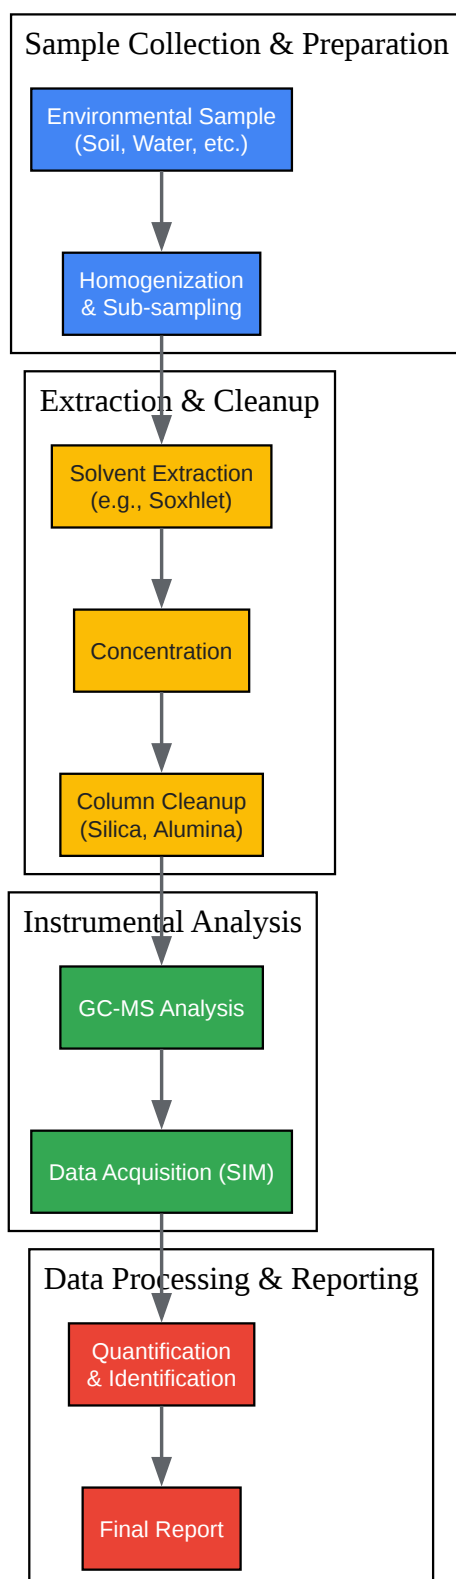 Sample Collection & Preparation
Environmental Sample
(Soil, Water, etc.)
Homogenization
& Sub-sampling
Extraction & Cleanup
Solvent Extraction
(e.g., Soxhlet)
Concentration
Column Cleanup
(Silica, Alumina)
Instrumental Analysis
GC-MS Analysis
Data Acquisition (SIM)
Data Processing & Reporting
Quantification
& Identification
Final Report